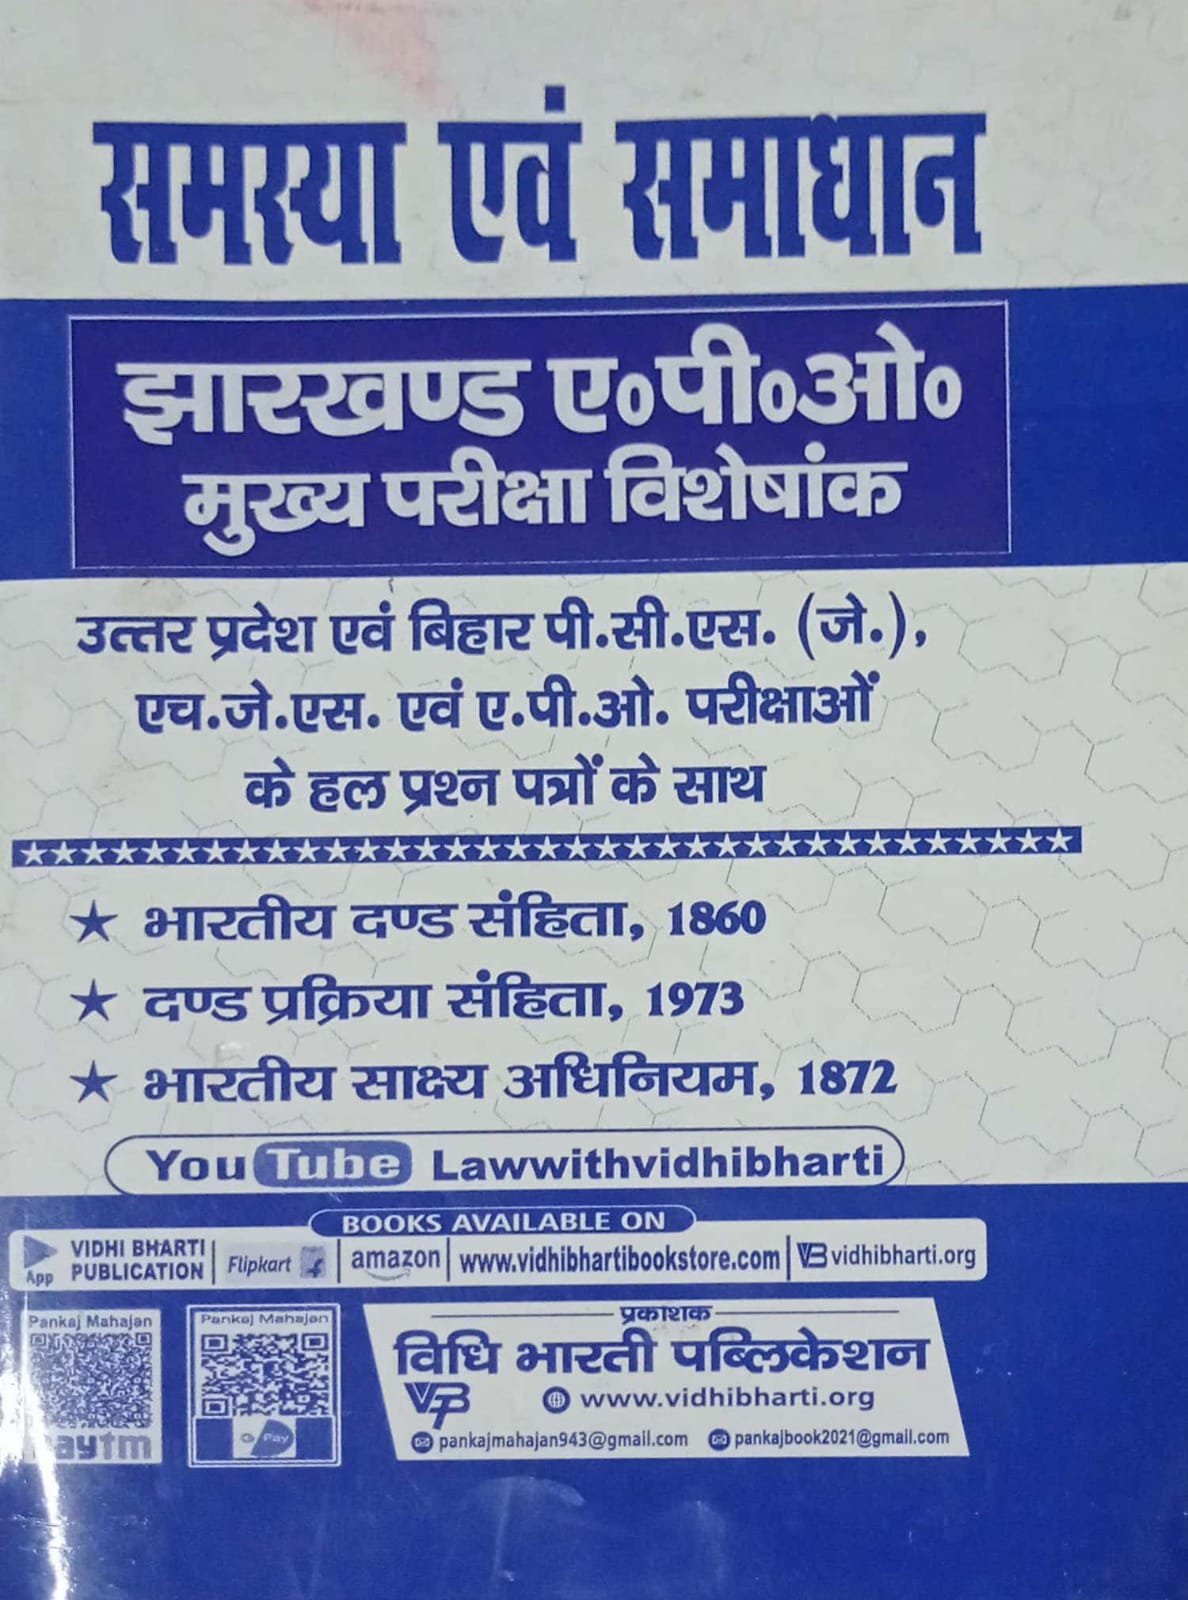 समस्या एवं समाधान
झारखण्ड ए०पी०ओ०
मुख्य परीक्षा विशेषांक
उत्तर प्रदेश एवं बिहार पी.सी.एस. (जे.),
एच.जे.एस. एवं ए.पी.ओ. परीक्षाओं
के हल प्रश्न पत्रों के साथ
★ भारतीय दण्ड संहिता, 1860
★ दण्ड प्रक्रिया संहिता, 1973
★ भारतीय साक्ष्य अधिनियम, 1872
YouTube Lawwithvidhibharti
BOOKS AVAILABLE ON
App VIDHI BHARTI PUBLICATION | Flipkart | amazon | www.vidhibhartibookstore.com | VB vidhibharti.org
Pankaj Mahajan
paytm
Pankaj Mahajan
G Pay
प्रकाशक
विधि भारती पब्लिकेशन
VBP www.vidhibharti.org
pankajmahajan943@gmail.com pankajbook2021@gmail.com